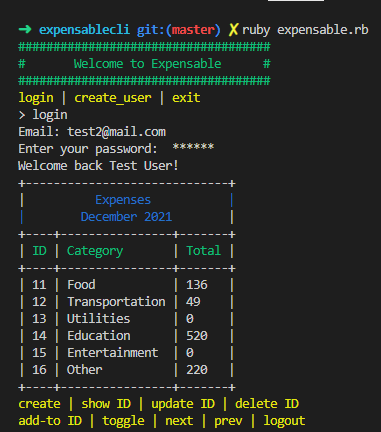 ➜ expensablecli git:(master) ✗ ruby expensable.rb
####################################
#       Welcome to Expensable      #
####################################
login | create_user | exit
> login
Email: test2@mail.com
Enter your password:  ******
Welcome back Test User!
+-----------------------------+
|          Expenses           |
|        December 2021        |
+----+----------------+-------+
| ID | Category       | Total |
+----+----------------+-------+
| 11 | Food           | 136   |
| 12 | Transportation | 49    |
| 13 | Utilities      | 0     |
| 14 | Education      | 520   |
| 15 | Entertainment  | 0     |
| 16 | Other          | 220   |
+----+----------------+-------+
create | show ID | update ID | delete ID
add-to ID | toggle | next | prev | logout